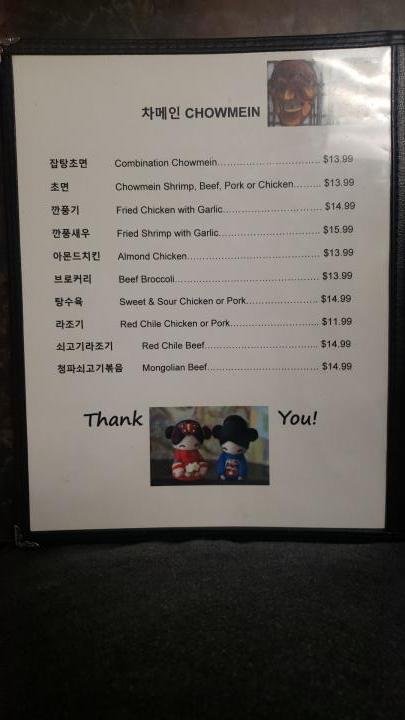 차메인 CHOWMEIN
잡탕초면 Combination Chowmein............................ $13.99
초면 Chowmein Shrimp, Beef, Pork or Chicken......... $13.99
깐풍기 Fried Chicken with Garlic............................ $14.99
깐풍새우 Fried Shrimp with Garlic............................ $15.99
아몬드치킨 Almond Chicken.................................... $13.99
브로커리 Beef Broccoli........................................ $13.99
탕수육 Sweet & Sour Chicken or Pork.................... $14.99
라조기 Red Chile Chicken or Pork........................ $11.99
쇠고기라조기 Red Chile Beef................................ $14.99
청파쇠고기볶음 Mongolian Beef............................... $14.99
Thank You!